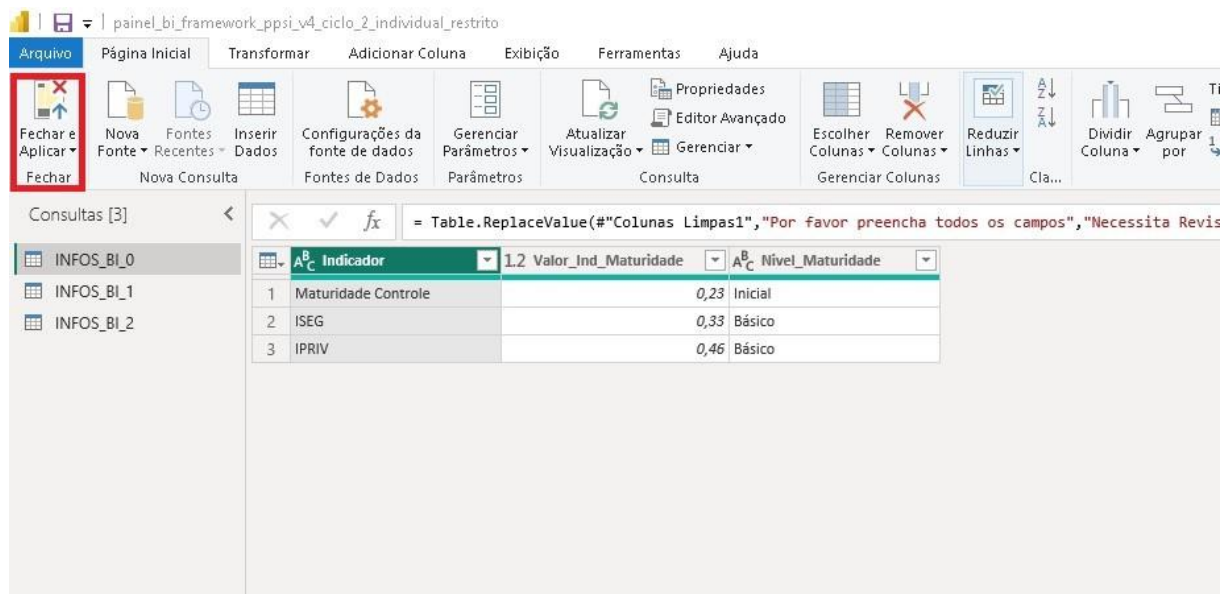 painel_bi_framework_ppsi_v4_ciclo_2_individual_restrito
Arquivo Página Inicial Transformar Adicionar Coluna Exibição Ferramentas Ajuda
Fechar e Aplicar
Nova Fonte
Fontes Recentes
Inserir Dados
Configurações da fonte de dados
Gerenciar Parâmetros
Atualizar Visualização
Propriedades
Editor Avançado
Gerenciar
Escolher Colunas
Remover Colunas
Reduzir Linhas
Dividir Coluna
Agrupar por
Fechar Nova Consulta Fontes de Dados Parâmetros Consulta Gerenciar Colunas Cla...
Consultas [3]
fx = Table.ReplaceValue(#"Colunas Limpas1","Por favor preencha todos os campos","Necessita Revis
INFOS_BI_0
INFOS_BI_1
INFOS_BI_2
ABC Indicador 1.2 Valor_Ind_Maturidade ABC Nivel_Maturidade
1 Maturidade Controle 0,23 Inicial
2 ISEG 0,33 Básico
3 IPRIV 0,46 Básico